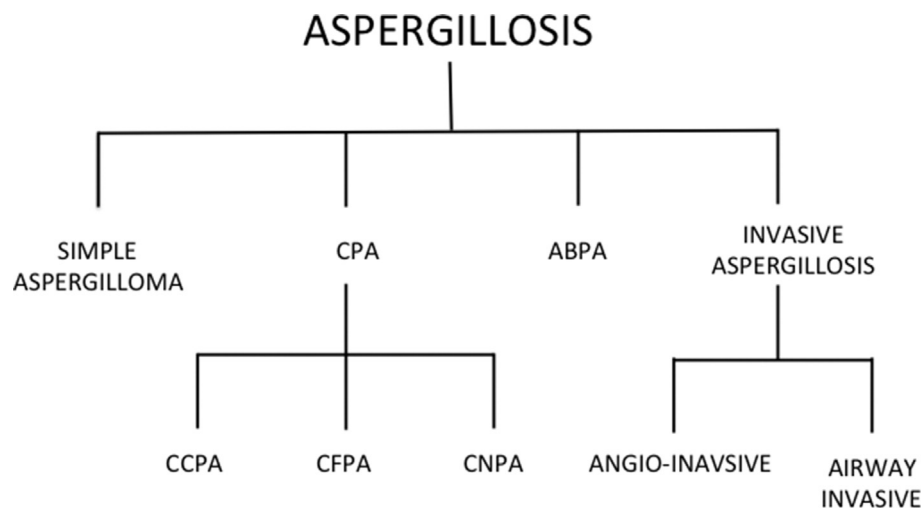 ASPERGILLOSIS
SIMPLE
ASPERGILLOMA
CPA
ABPA
INVASIVE
ASPERGILLOSIS
CCPA
CFPA
CNPA
ANGIO-INAVSIVE
AIRWAY
INVASIVE